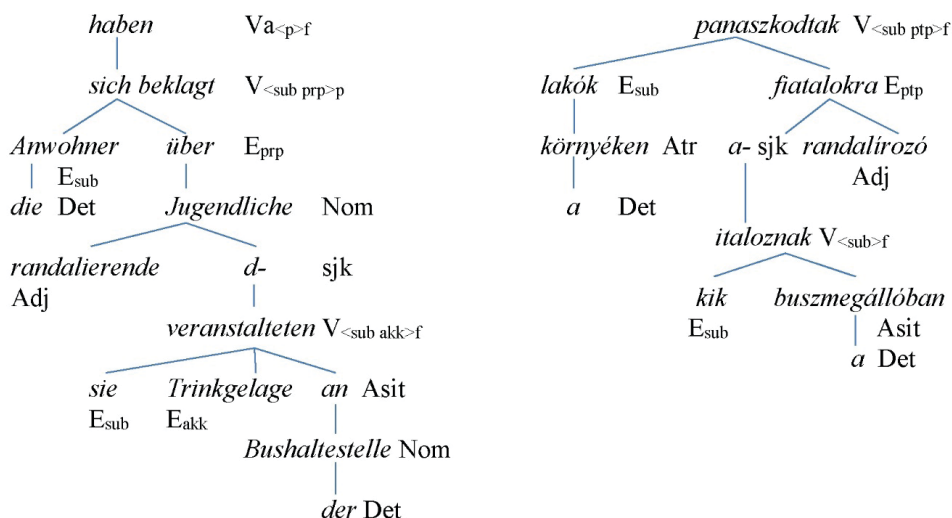 haben Va<p>f
sich beklagt V<sub prp>p
Anwohner über Eprp
Esub
die Det Jugendliche Nom
randalierende d- sjk
Adj
veranstalteten V<sub akk>f
sie Trinkgelage an Asit
Esub Eakk
Bushaltestelle Nom
der Det
panaszkodtak V<sub ptp>f
lakók Esub fiatalokra Eptp
környéken Atr a- sjk randalírozó
Adj
a Det
italoznak V<sub>f
kik buszmegállóban
Esub Asit
a Det